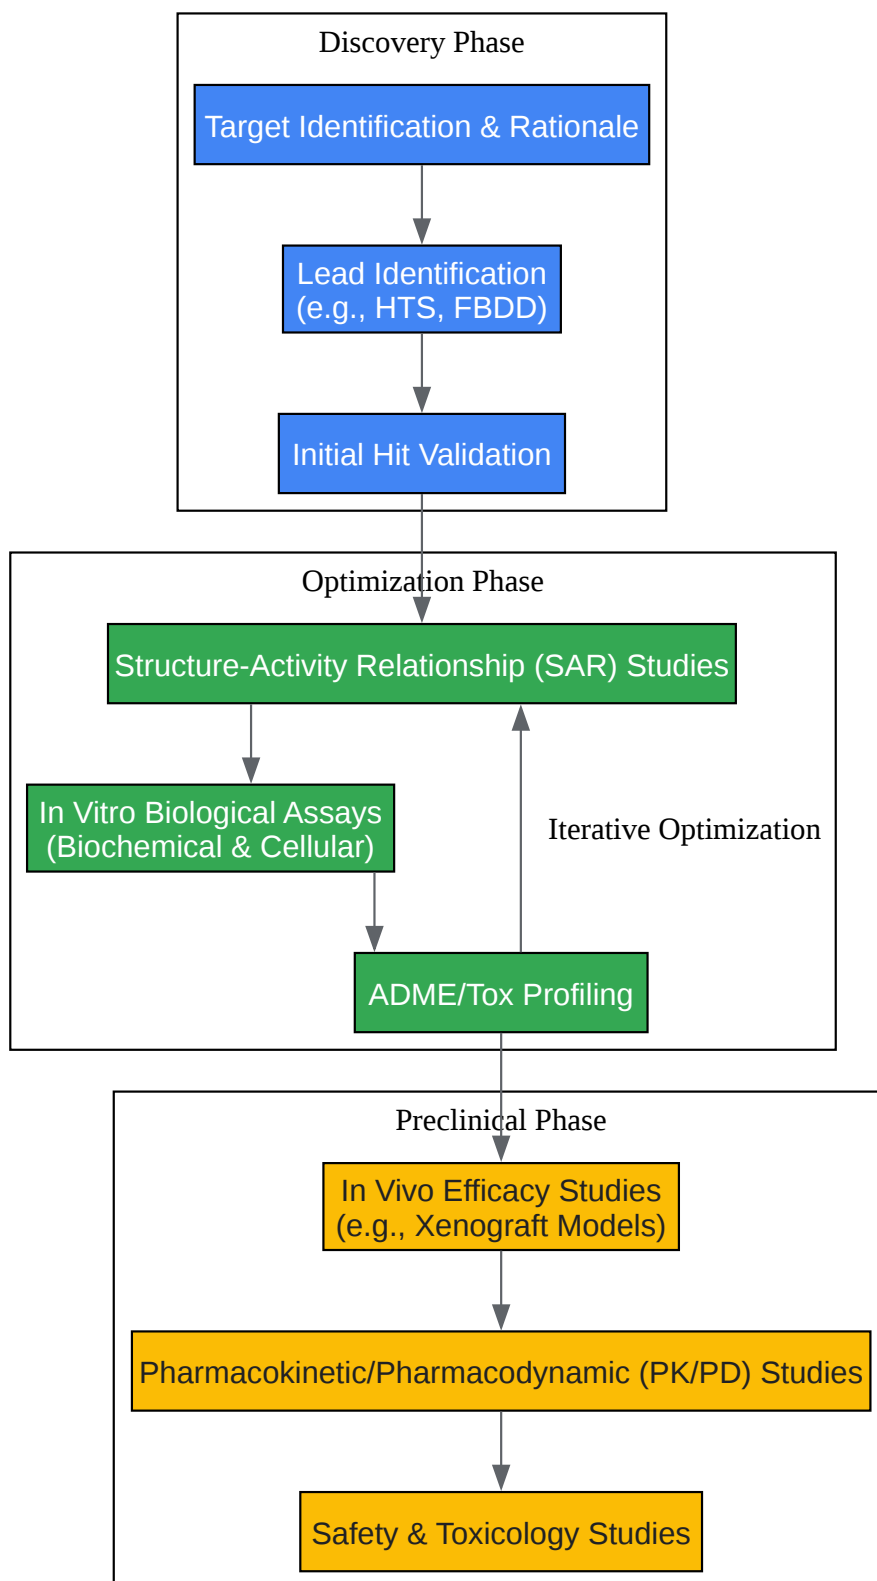 Discovery Phase
Target Identification & Rationale
Lead Identification
(e.g., HTS, FBDD)
Initial Hit Validation
Optimization Phase
Structure-Activity Relationship (SAR) Studies
In Vitro Biological Assays
(Biochemical & Cellular)
Iterative Optimization
ADME/Tox Profiling
Preclinical Phase
In Vivo Efficacy Studies
(e.g., Xenograft Models)
Pharmacokinetic/Pharmacodynamic (PK/PD) Studies
Safety & Toxicology Studies